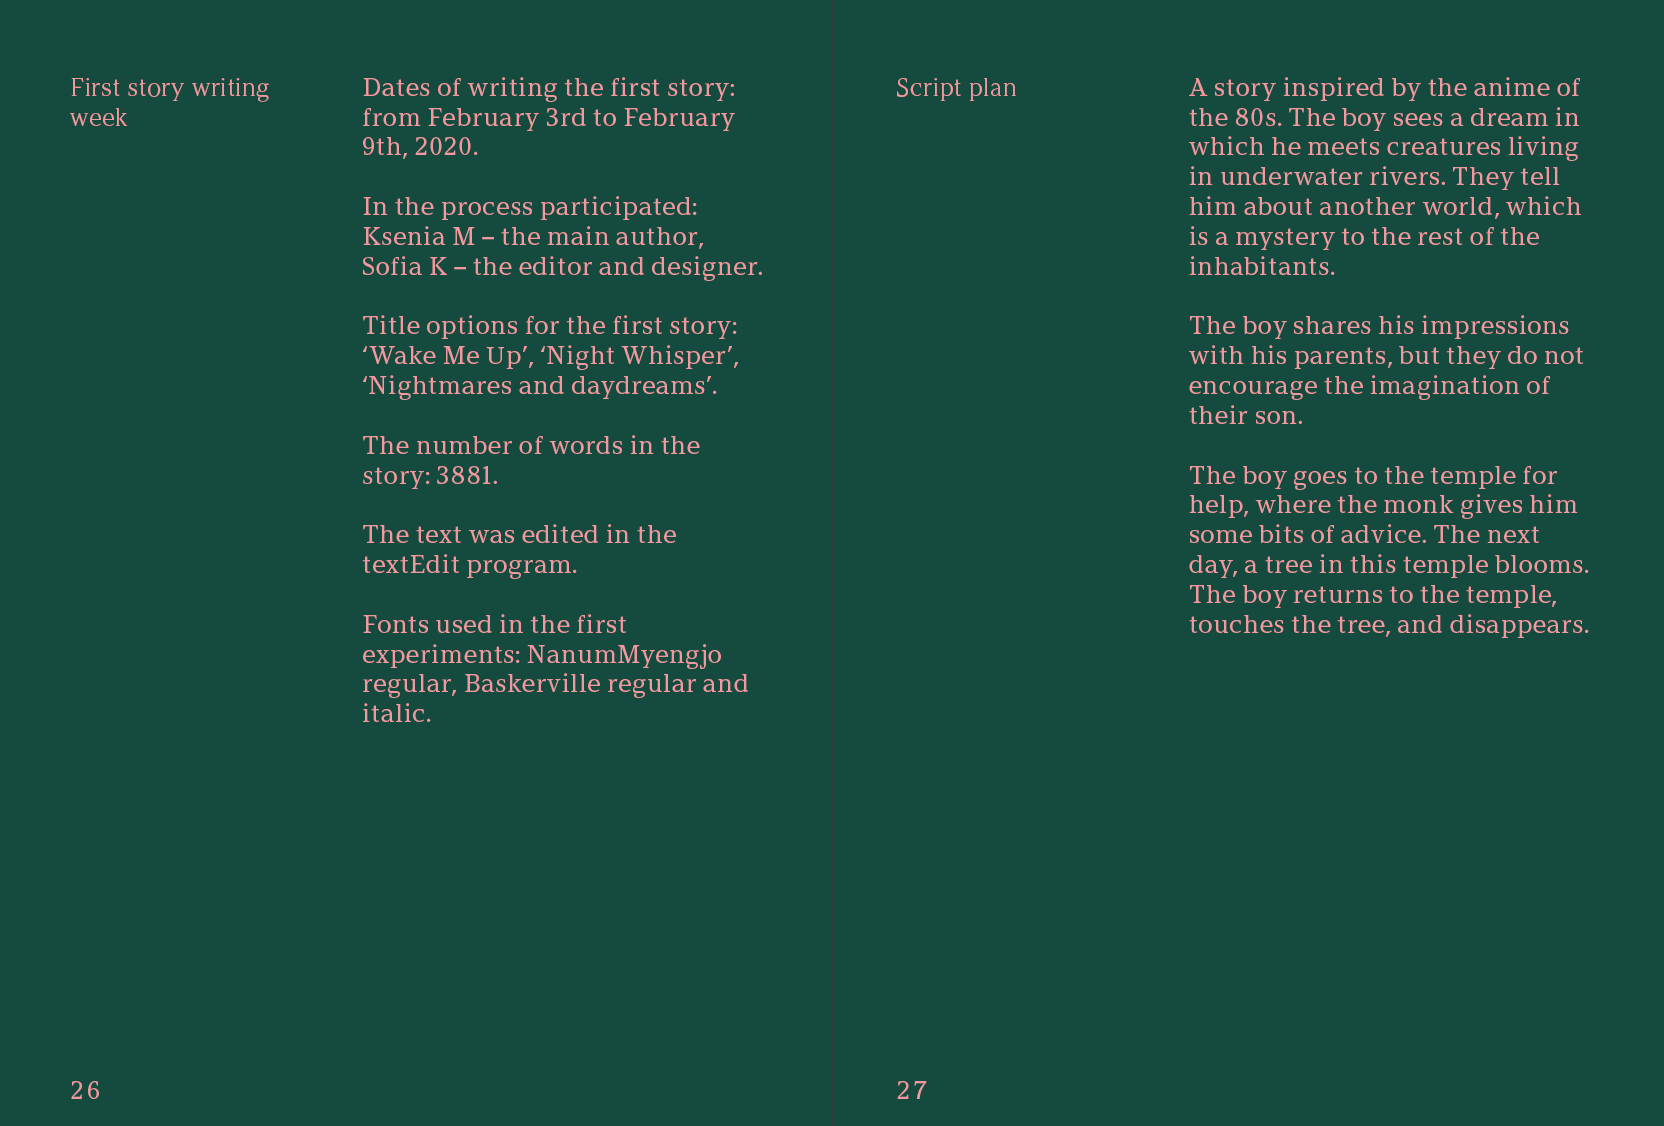 First story writing
week
Dates of writing the first story:
from February 3rd to February
9th, 2020.
In the process participated:
Ksenia M – the main author,
Sofia K – the editor and designer.
Title options for the first story:
‘Wake Me Up’, ‘Night Whisper’,
‘Nightmares and daydreams’.
The number of words in the
story: 3881.
The text was edited in the
textEdit program.
Fonts used in the first
experiments: NanumMyengjo
regular, Baskerville regular and
italic.
26
Script plan
A story inspired by the anime of
the 80s. The boy sees a dream in
which he meets creatures living
in underwater rivers. They tell
him about another world, which
is a mystery to the rest of the
inhabitants.
The boy shares his impressions
with his parents, but they do not
encourage the imagination of
their son.
The boy goes to the temple for
help, where the monk gives him
some bits of advice. The next
day, a tree in this temple blooms.
The boy returns to the temple,
touches the tree, and disappears.
27